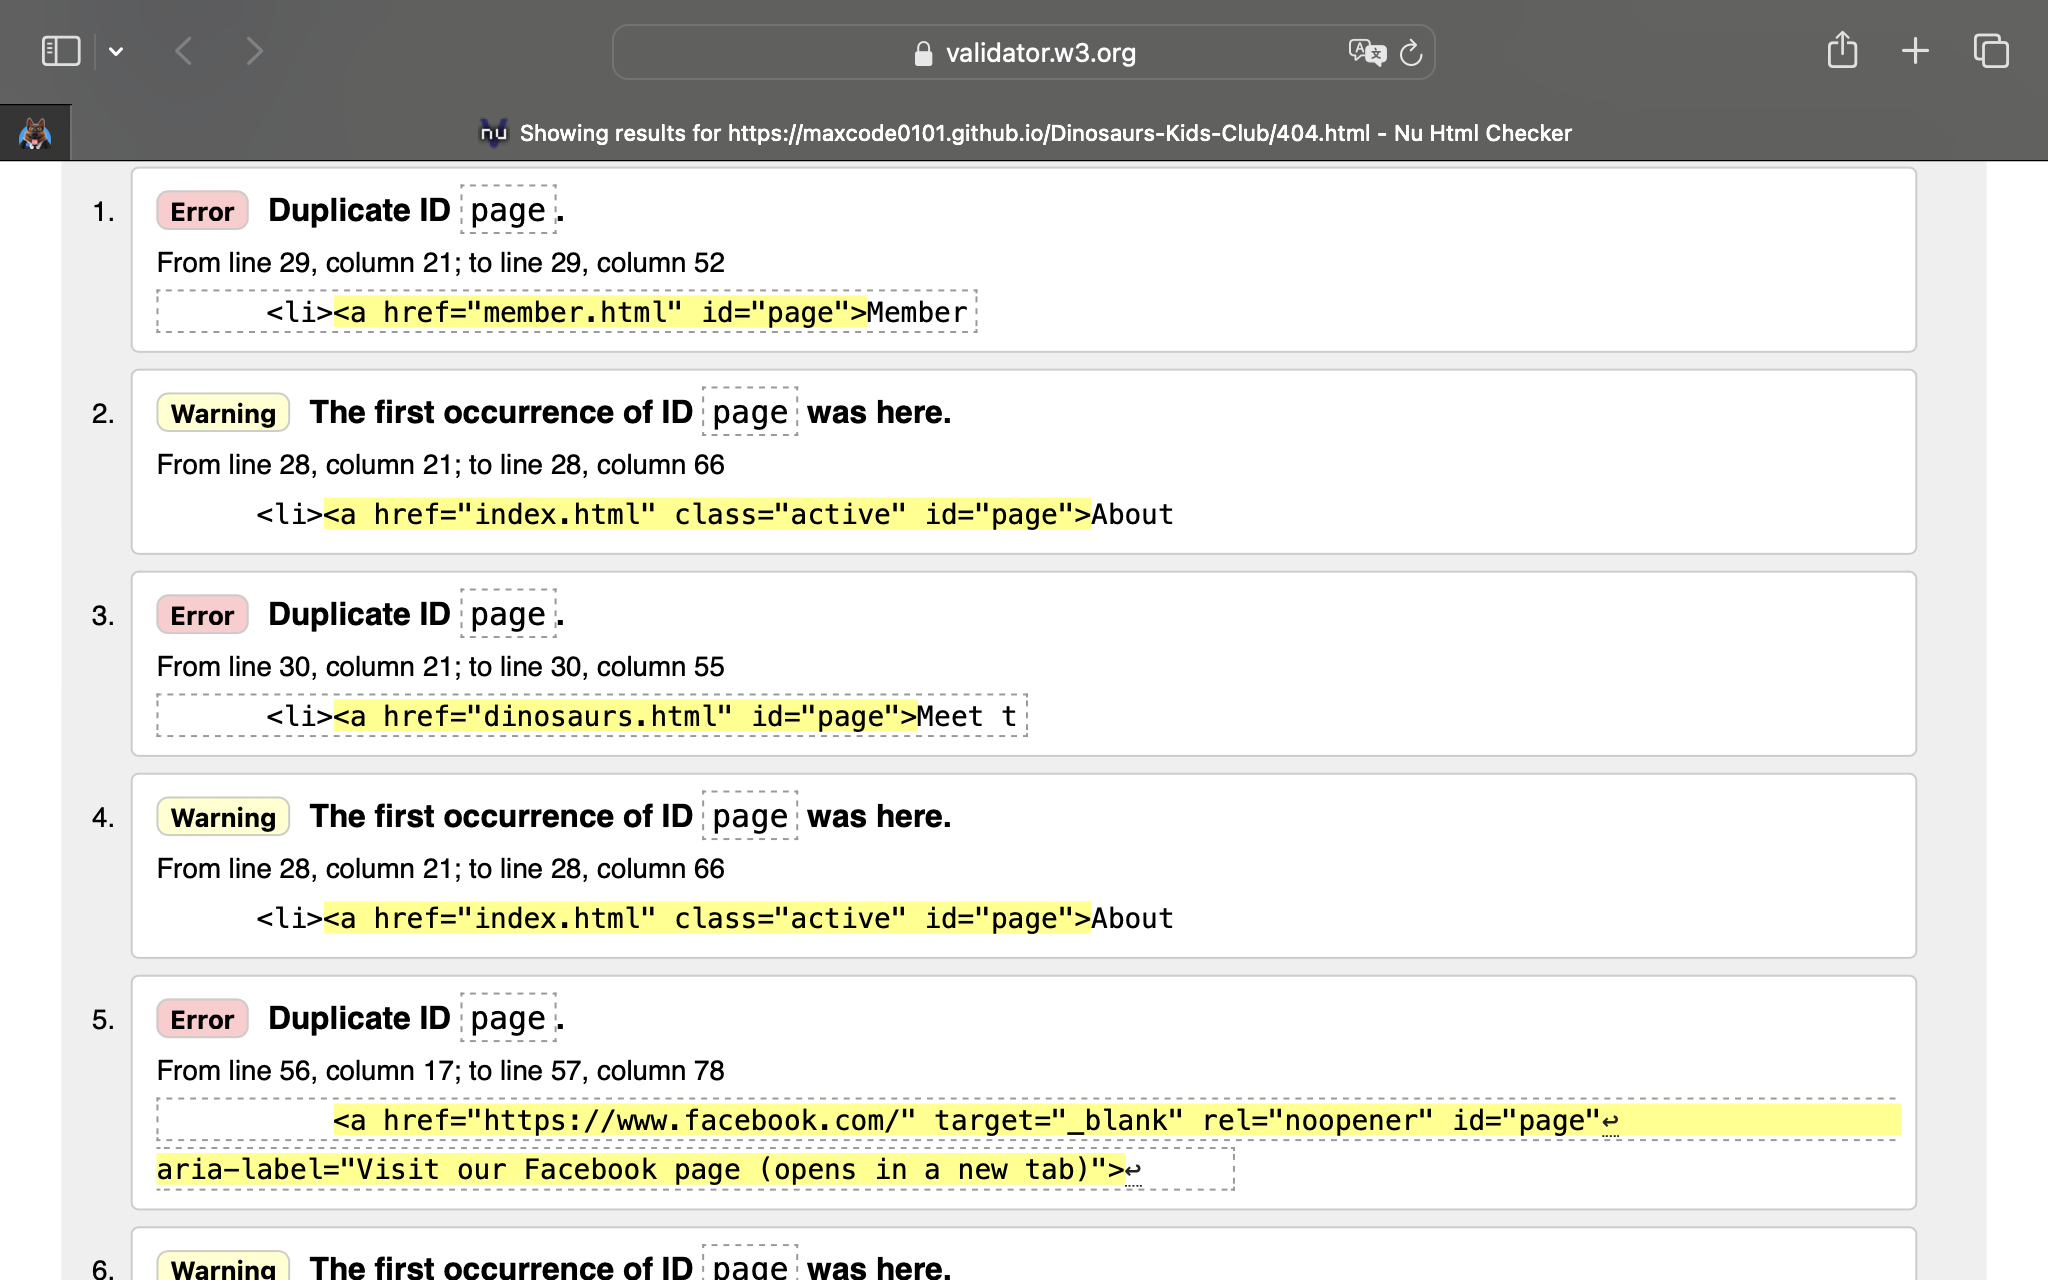 validator.w3.org
nu Showing results for https://maxcode0101.github.io/Dinosaurs-Kids-Club/404.html - Nu Html Checker
1. Error Duplicate ID page.
From line 29, column 21; to line 29, column 52
<li><a href="member.html" id="page">Member
2. Warning The first occurrence of ID page was here.
From line 28, column 21; to line 28, column 66
<li><a href="index.html" class="active" id="page">About
3. Error Duplicate ID page.
From line 30, column 21; to line 30, column 55
<li><a href="dinosaurs.html" id="page">Meet t
4. Warning The first occurrence of ID page was here.
From line 28, column 21; to line 28, column 66
<li><a href="index.html" class="active" id="page">About
5. Error Duplicate ID page.
From line 56, column 17; to line 57, column 78
<a href="https://www.facebook.com/" target="_blank" rel="noopener" id="page"↩
aria-label="Visit our Facebook page (opens in a new tab)">↩
6. Warning The first occurrence of ID page was here.